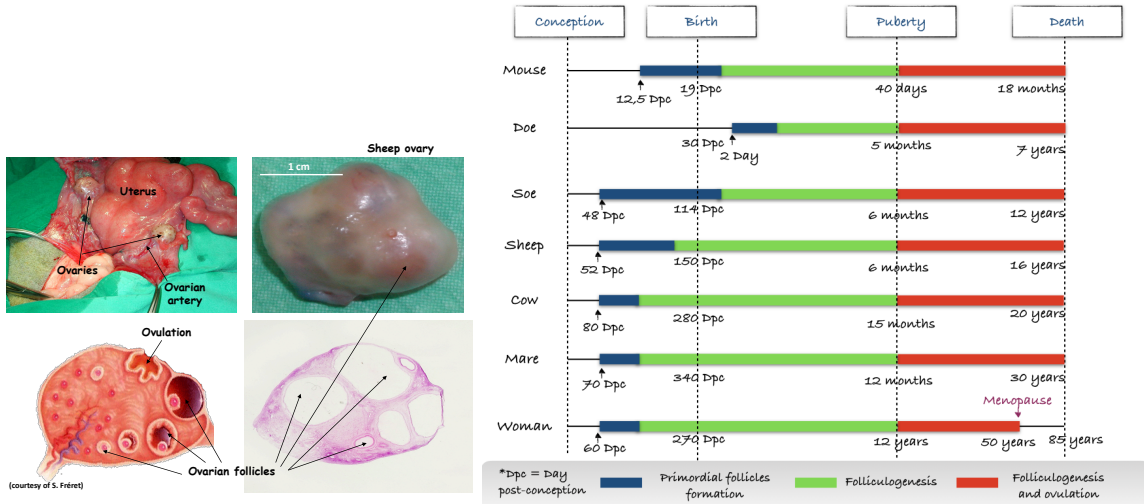 Sheep ovary
1 cm
Uterus
Ovaries
Ovarian
artery
Ovulation
Ovarian follicles
(courtesy of S. Fréret)
Conception
Birth
Puberty
Death
Mouse
12,5 Dpc
19 Dpc
40 days
18 months
Doe
30 Dpc
2 Day
5 months
7 years
Soe
48 Dpc
114 Dpc
6 months
12 years
Sheep
52 Dpc
150 Dpc
6 months
16 years
Cow
80 Dpc
280 Dpc
15 months
20 years
Mare
70 Dpc
340 Dpc
12 months
30 years
Menopause
Woman
60 Dpc
270 Dpc
12 years
50 years
85 years
*Dpc = Day
post-conception
Primordial follicles
formation
Folliculogenesis
Folliculogenesis
and ovulation